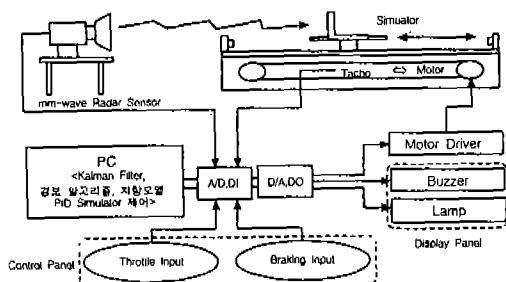 Simuator
Tacho ⇔ Motor
mm-wave Radar Sensor
PC
<Kalman Filter,
경보 알고리즘, 차량모델
PID Simulator 제어>
A/D,DI
D/A,DO
Motor Driver
Buzzer
Lamp
Display Panel
Control Panel
Throttle Input
Braking Input